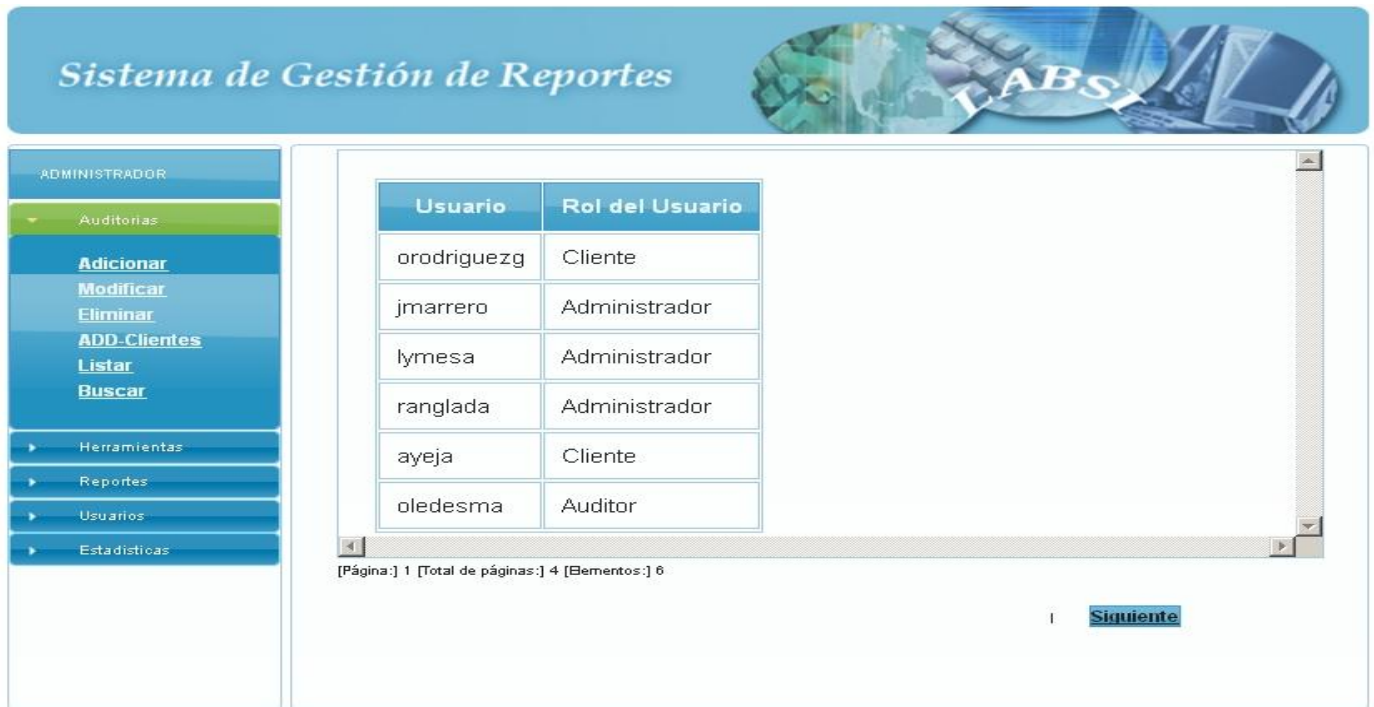 Sistema de Gestión de Reportes
LABSI
ADMINISTRADOR
Auditorias
Adicionar
Modificar
Eliminar
ADD-Clientes
Listar
Buscar
Herramientas
Reportes
Usuarios
Estadisticas
Usuario Rol del Usuario
orodriguezg Cliente
jmarrero Administrador
lymesa Administrador
ranglada Administrador
ayeja Cliente
oledesma Auditor
[Página:] 1 [Total de páginas:] 4 [Elementos:] 6
| Siguiente